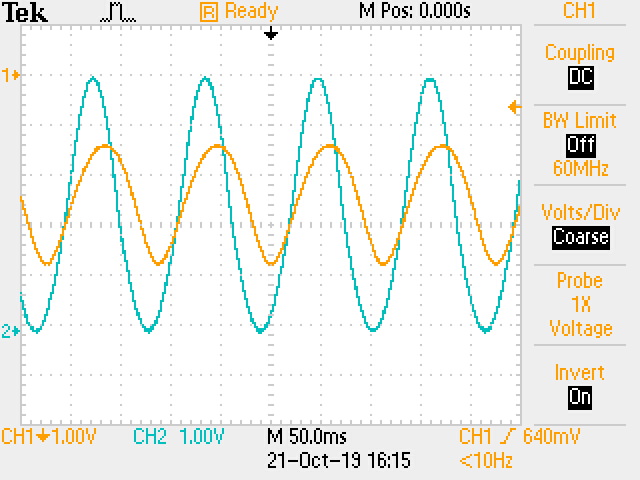 Tek R Ready M Pos: 0.000s CH1
Coupling
DC
1
BW Limit
Off
60MHz
Volts/Div
Coarse
Probe
1X
Voltage
2
Invert
On
CH1 1.00V CH2 1.00V M 50.0ms CH1 640mV
21-Oct-19 16:15 <10Hz